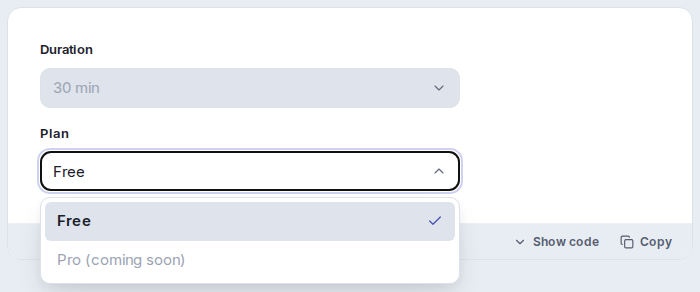 Duration
30 min
Plan
Free
Free
Pro (coming soon)
Show code Copy